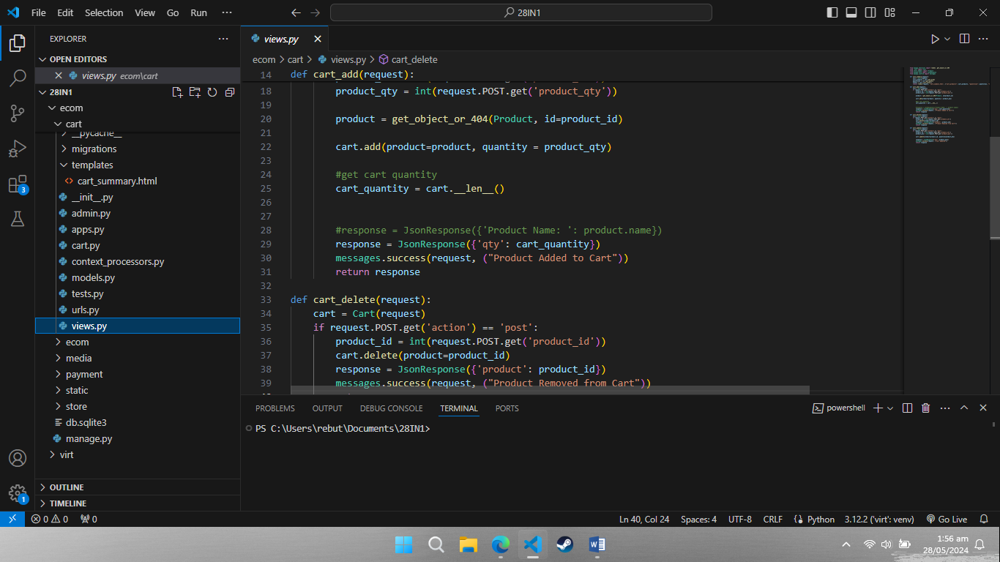 File Edit Selection View Go Run ··· 28IN1
EXPLORER ···
OPEN EDITORS
views.py ecom\cart
28IN1
ecom
cart
__pycache__
migrations
templates
<> cart_summary.html
__init__.py
admin.py
apps.py
cart.py
context_processors.py
models.py
tests.py
urls.py
views.py
ecom
media
payment
static
store
db.sqlite3
manage.py
virt
OUTLINE
TIMELINE
3
1
views.py
ecom > cart > views.py > cart_delete
14 def cart_add(request):
18 product_qty = int(request.POST.get('product_qty'))
19
20 product = get_object_or_404(Product, id=product_id)
21
22 cart.add(product=product, quantity = product_qty)
23
24 #get cart quantity
25 cart_quantity = cart.__len__()
26
27
28 #response = JsonResponse({'Product Name: ': product.name})
29 response = JsonResponse({'qty': cart_quantity})
30 messages.success(request, ("Product Added to Cart"))
31 return response
32
33 def cart_delete(request):
34 cart = Cart(request)
35 if request.POST.get('action') == 'post':
36 product_id = int(request.POST.get('product_id'))
37 cart.delete(product=product_id)
38 response = JsonResponse({'product': product_id})
39 messages.success(request, ("Product Removed from Cart"))
PROBLEMS OUTPUT DEBUG CONSOLE TERMINAL PORTS powershell
PS C:\Users\rebut\Documents\28IN1>
0 0 0 Ln 40, Col 24 Spaces: 4 UTF-8 CRLF Python 3.12.2 ('virt': venv) Go Live
1:56 am
28/05/2024